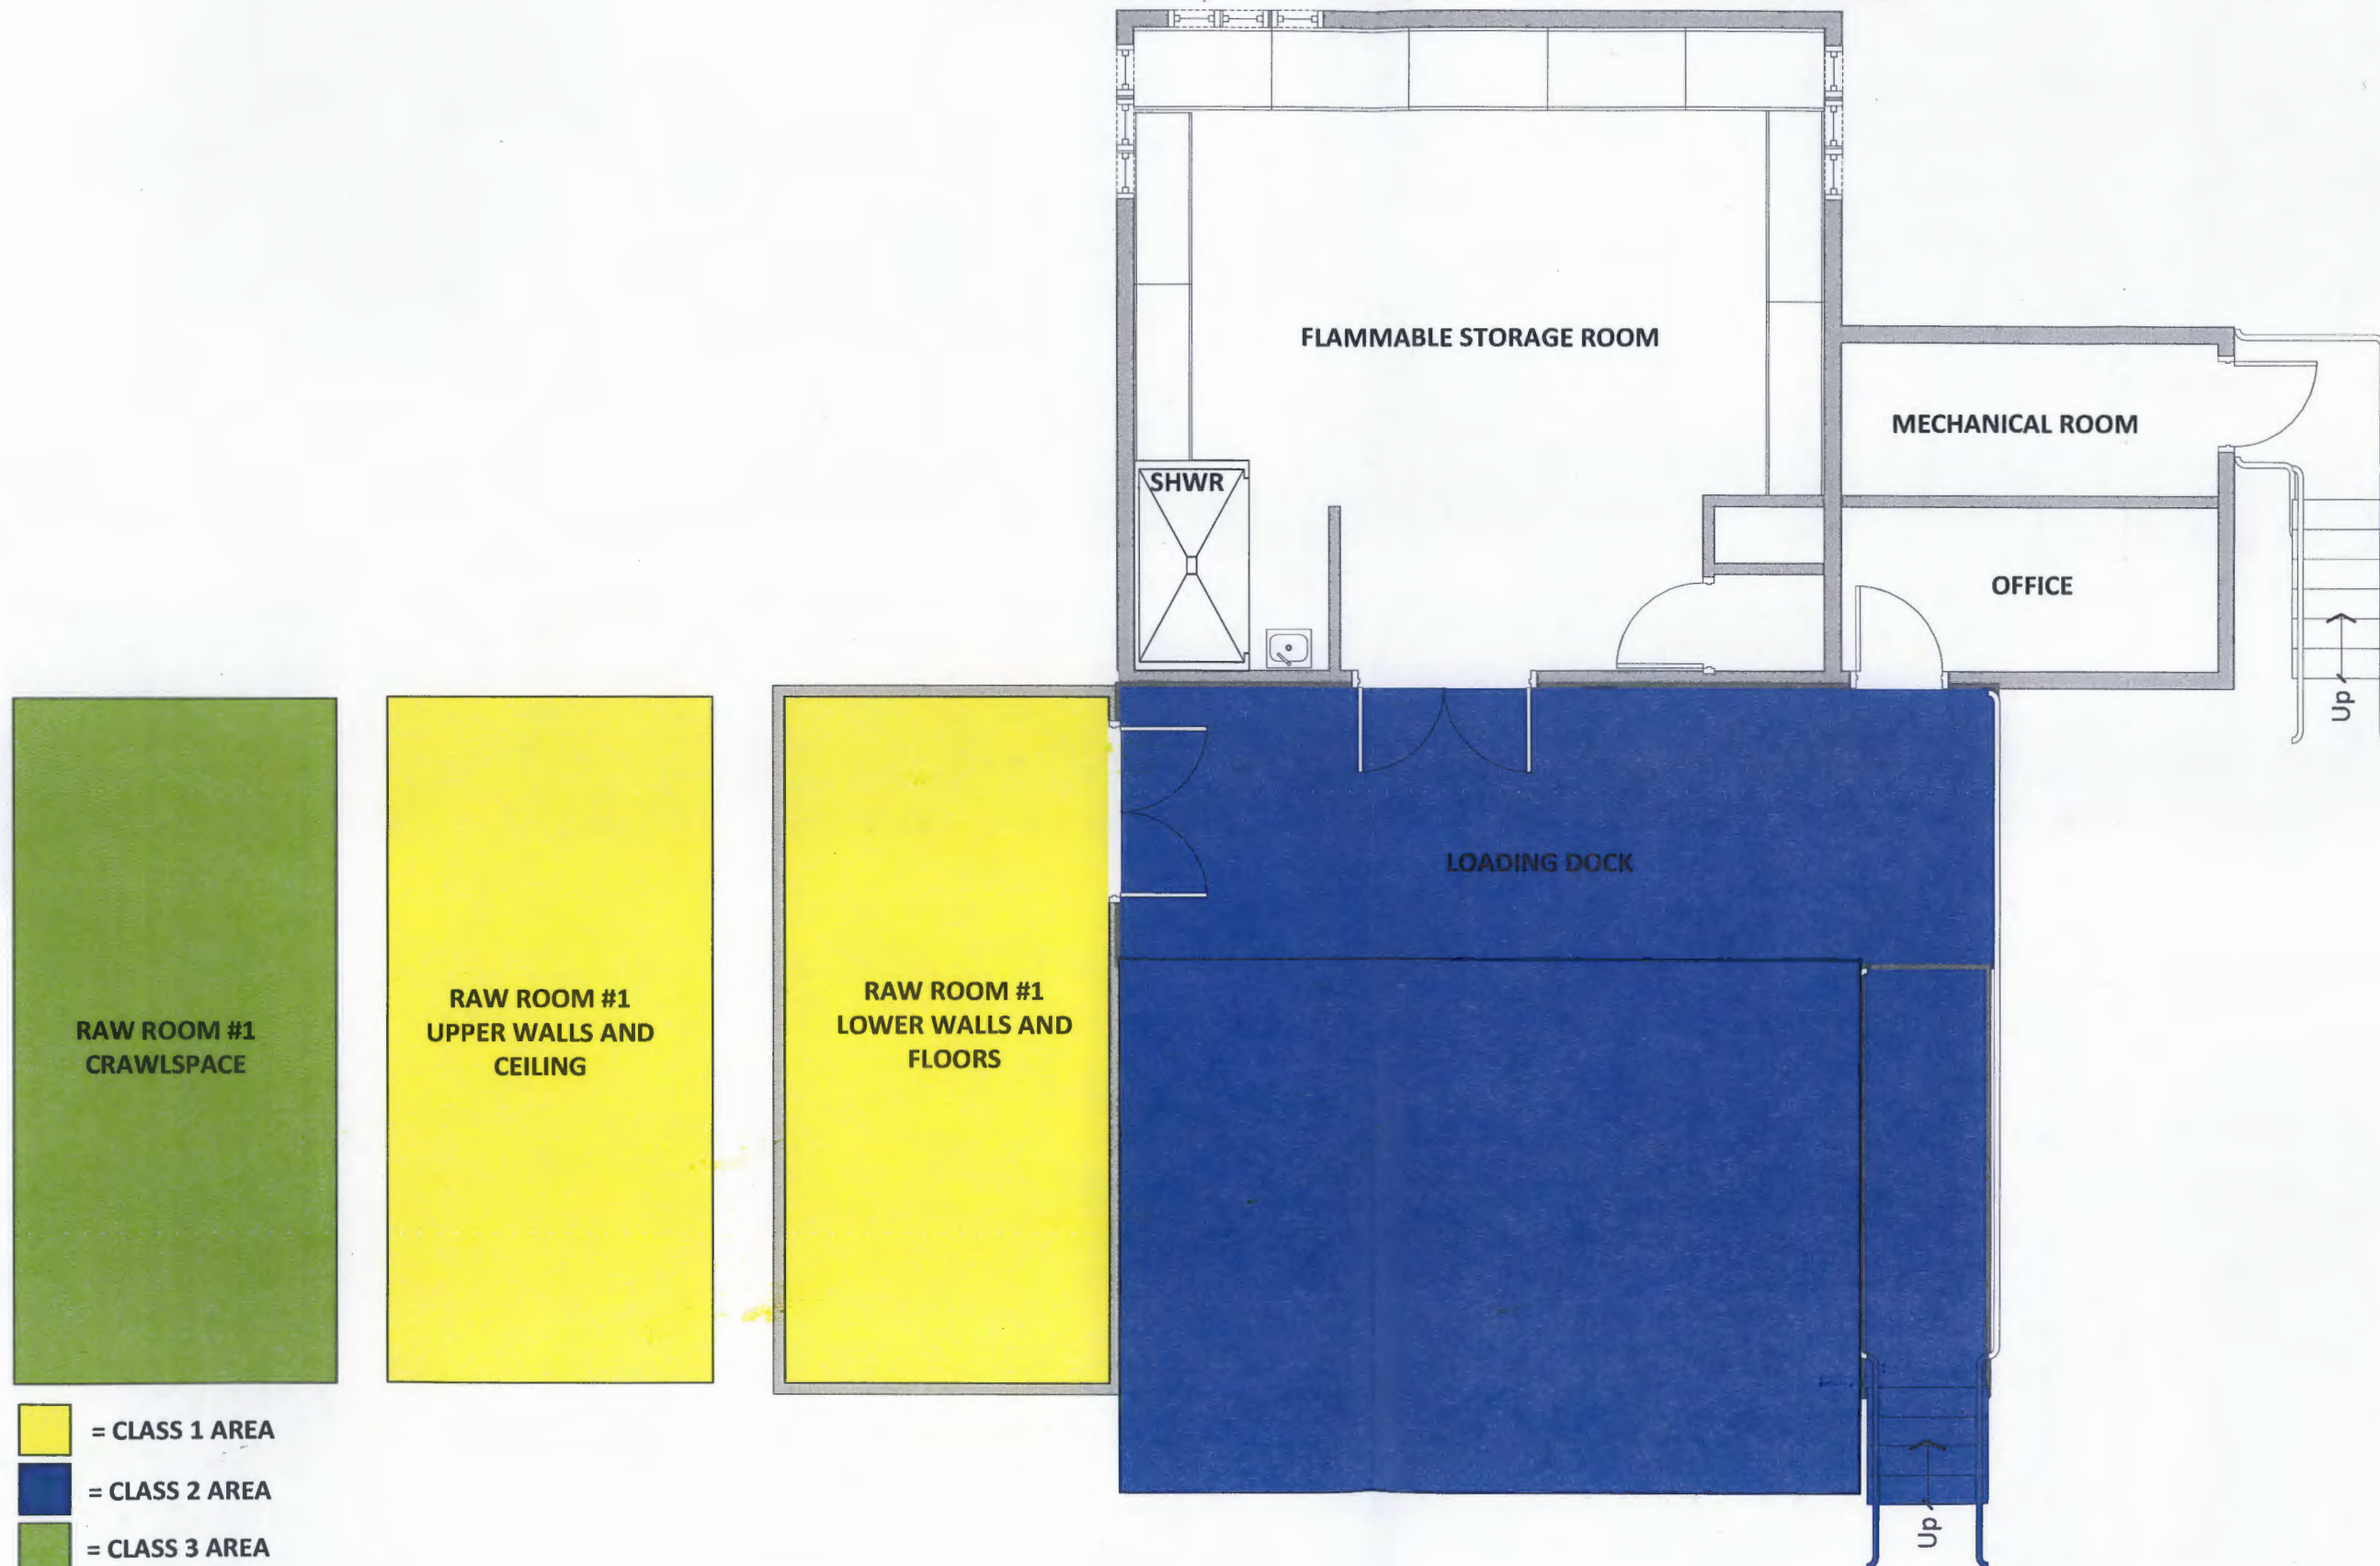 FLAMMABLE STORAGE ROOM
MECHANICAL ROOM
SHWR
OFFICE
Up
LOADING DOCK
RAW ROOM #1
CRAWLSPACE
RAW ROOM #1
UPPER WALLS AND
CEILING
RAW ROOM #1
LOWER WALLS AND
FLOORS
= CLASS 1 AREA
= CLASS 2 AREA
= CLASS 3 AREA
Up